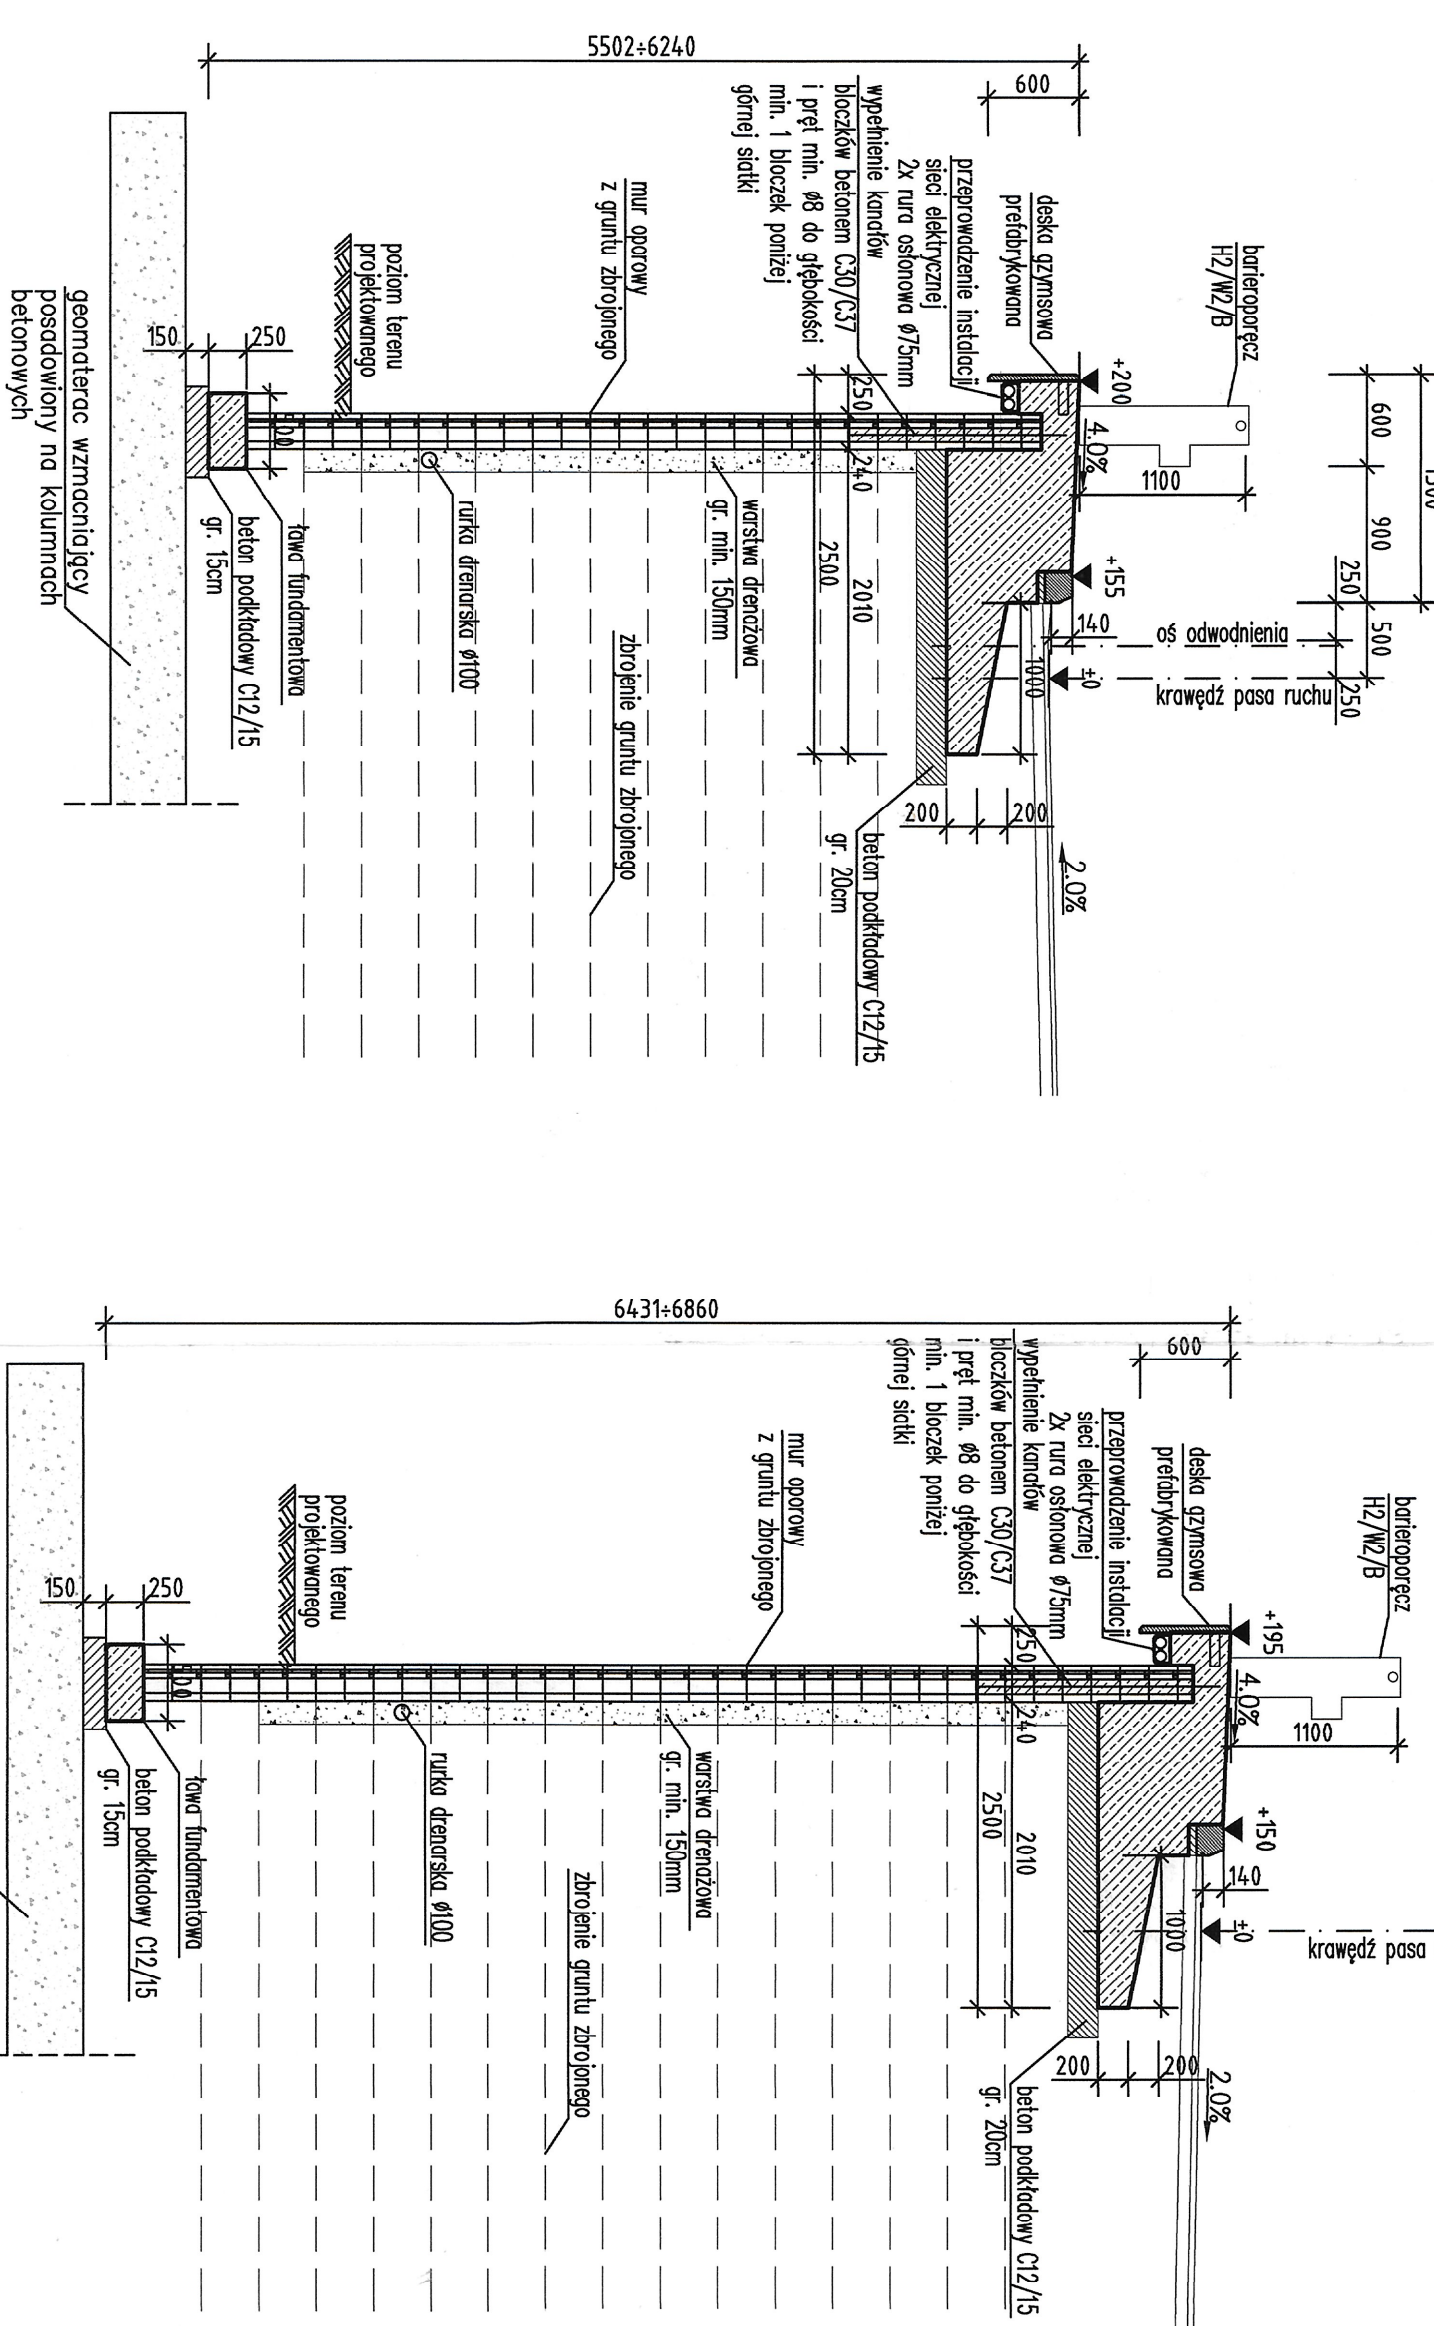 5502÷6240
600
wypełnienie kanałów
bloczków betonem C30/C37
i pręt min. ø8 do głębokości
min. 1 bloczek poniżej
górnej siatki
przeprowadzenie instalacji
sieci elektrycznej
2x rura osłonowa ø75mm
deska gzymsowa
prefabrykowana
barieroporęcz
H2/W2/B
mur oporowy
z gruntu zbrojonego
poziom terenu
projektowanego
geomaterac wzmacniający
posadowiony na kolumnach
betonowych
150
250
500
250
240
2010
2500
+200
4.0%
1100
+155
140
±0
1000
600
900
250
500
250
oś odwodnienia
krawędź pasa ruchu
ława fundamentowa
beton podkładowy C12/15
gr. 15cm
rurka drenarska ø100
warstwa drenażowa
gr. min. 150mm
zbrojenie gruntu zbrojonego
200
200
2.0%
beton podkładowy C12/15
gr. 20cm
6431÷6860
600
wypełnienie kanałów
bloczków betonem C30/C37
i pręt min. ø8 do głębokości
min. 1 bloczek poniżej
górnej siatki
przeprowadzenie instalacji
sieci elektrycznej
2x rura osłonowa ø75mm
deska gzymsowa
prefabrykowana
barieroporęcz
H2/W2/B
mur oporowy
z gruntu zbrojonego
poziom terenu
projektowanego
150
250
500
250
240
2010
2500
+195
4.0%
1100
+150
140
±0
1000
krawędź pasa
ława fundamentowa
beton podkładowy C12/15
gr. 15cm
rurka drenarska ø100
warstwa drenażowa
gr. min. 150mm
zbrojenie gruntu zbrojonego
200
200
2.0%
beton podkładowy C12/15
gr. 20cm